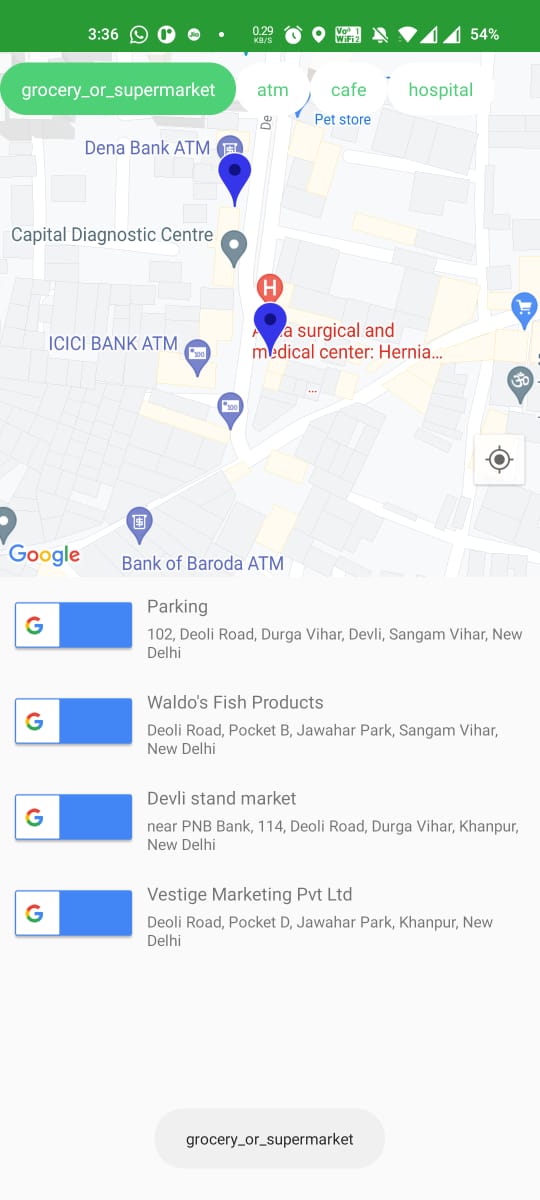 3:36 0.29 KB/S Vo 1 WiFi 2 54%
grocery_or_supermarket atm cafe hospital
De
Pet store
Dena Bank ATM
Capital Diagnostic Centre
H
a surgical and
medical center: Hernia...
ICICI BANK ATM
...
Google
Bank of Baroda ATM
Parking
102, Deoli Road, Durga Vihar, Devli, Sangam Vihar, New
Delhi
Waldo's Fish Products
Deoli Road, Pocket B, Jawahar Park, Sangam Vihar,
New Delhi
Devli stand market
near PNB Bank, 114, Deoli Road, Durga Vihar, Khanpur,
New Delhi
Vestige Marketing Pvt Ltd
Deoli Road, Pocket D, Jawahar Park, Khanpur, New
Delhi
grocery_or_supermarket